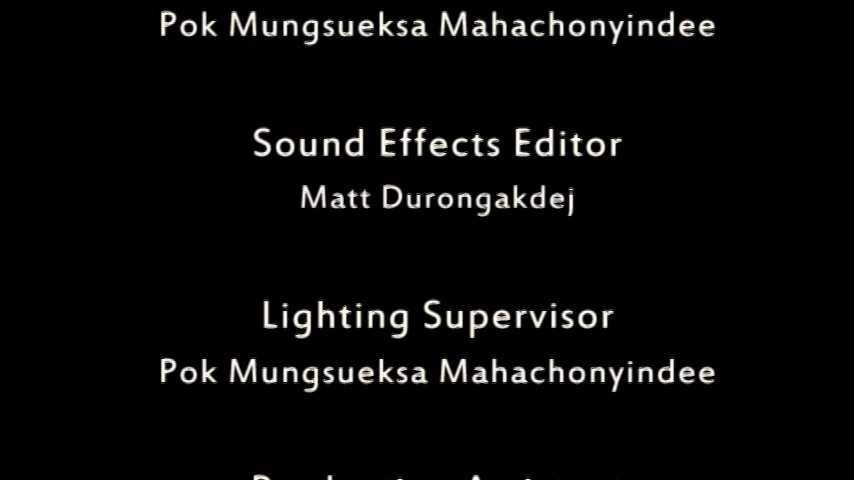 Pok Mungsueksa Mahachonyindee
Sound Effects Editor
Matt Durongakdej
Lighting Supervisor
Pok Mungsueksa Mahachonyindee